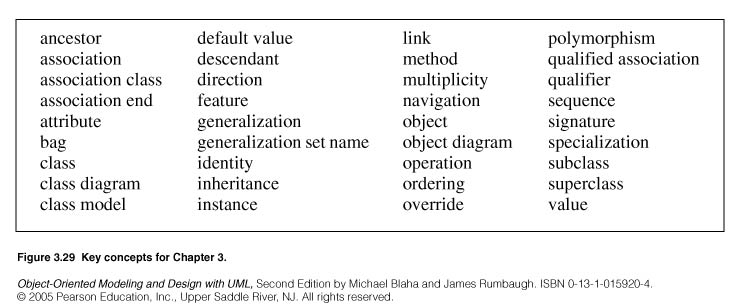 ancestor default value link polymorphism
association descendant method qualified association
association class direction multiplicity qualifier
association end feature navigation sequence
attribute generalization object signature
bag generalization set name object diagram specialization
class identity operation subclass
class diagram inheritance ordering superclass
class model instance override value
Figure 3.29 Key concepts for Chapter 3.
Object-Oriented Modeling and Design with UML, Second Edition by Michael Blaha and James Rumbaugh. ISBN 0-13-1-015920-4.
© 2005 Pearson Education, Inc., Upper Saddle River, NJ. All rights reserved.